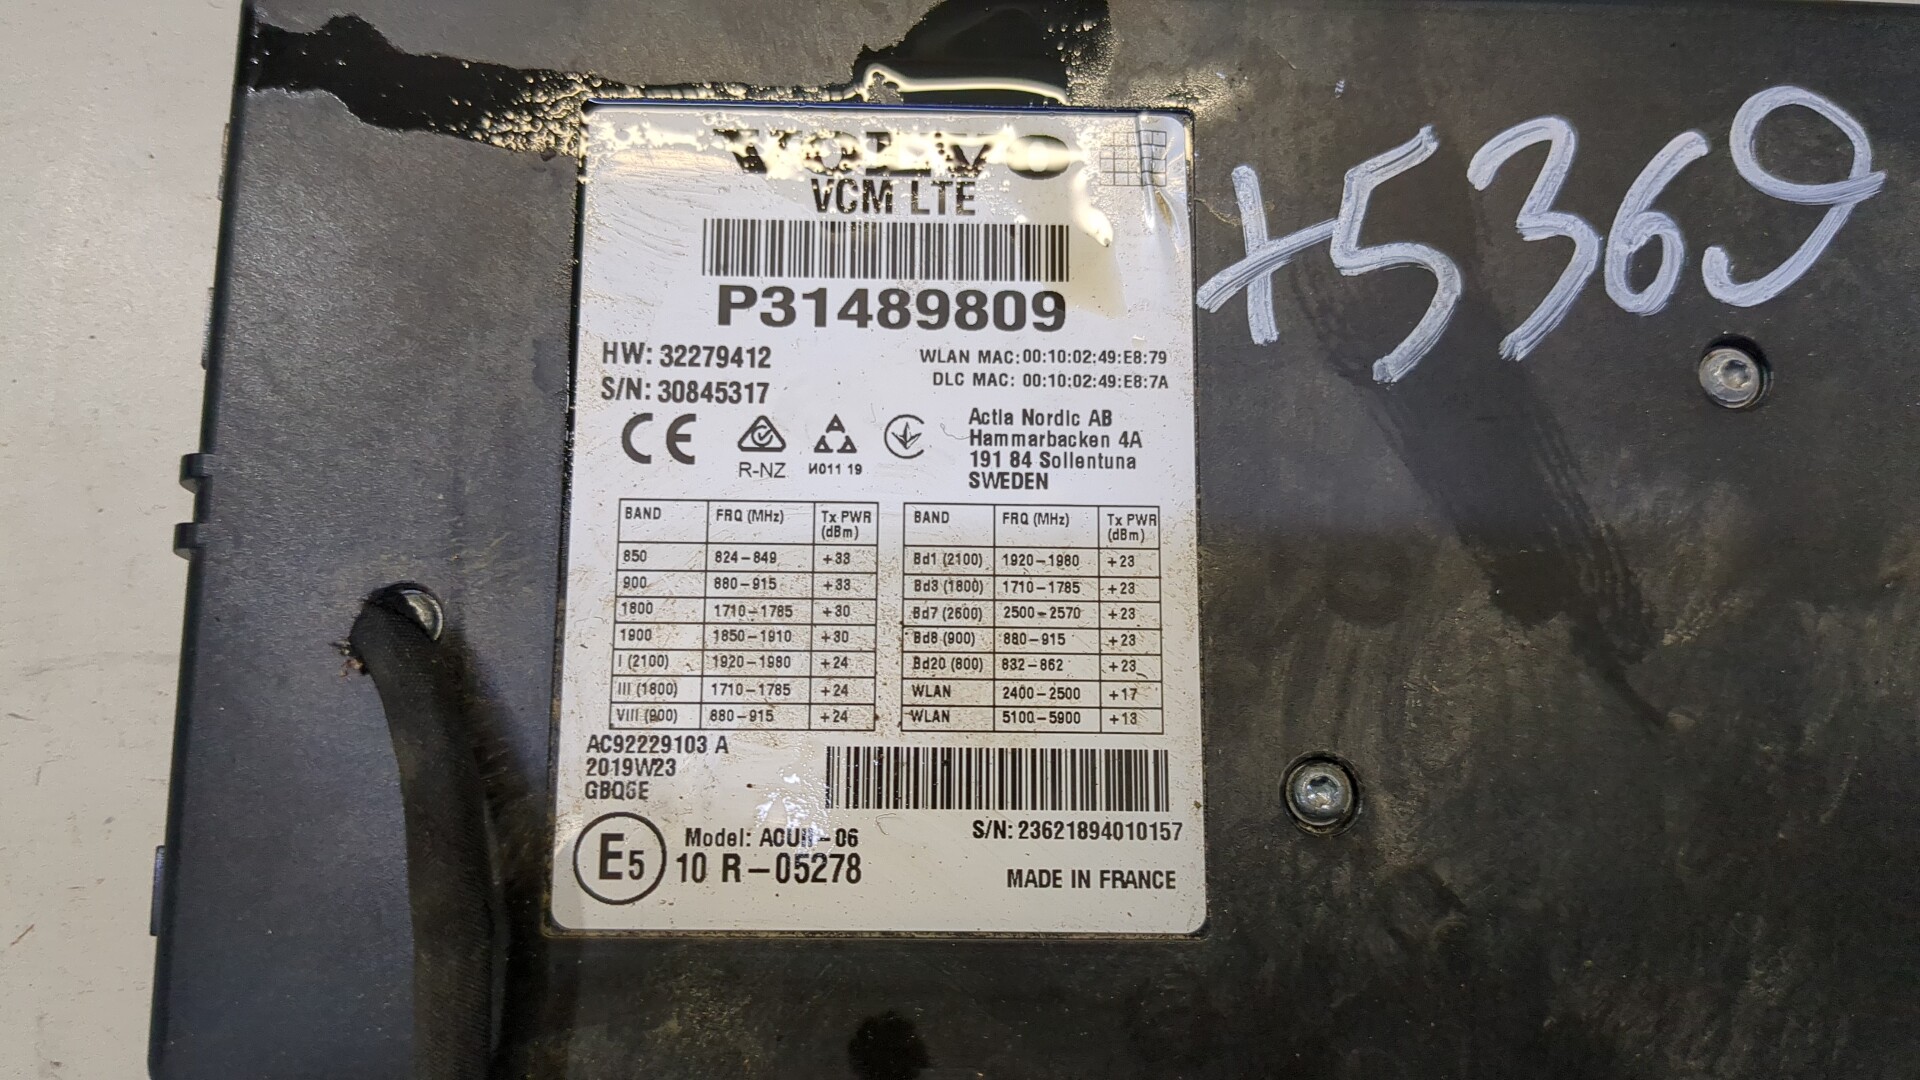 VOLVO
VCM LTE
P31489809
HW: 32279412
S/N: 30845317
WLAN MAC: 00:10:02:49:E8:79
DLC MAC: 00:10:02:49:E8:7A
CE
R-NZ
И011 19
Actia Nordic AB
Hammarbacken 4A
191 84 Sollentuna
SWEDEN
BAND FRQ (MHz) Tx PWR (dBm)
850 824-849 +33
900 880-915 +33
1800 1710-1785 +30
1900 1850-1910 +30
I (2100) 1920-1980 +24
III (1800) 1710-1785 +24
VIII (900) 880-915 +24
BAND FRQ (MHz) Tx PWR (dBm)
Bd1 (2100) 1920-1980 +23
Bd3 (1800) 1710-1785 +23
Bd7 (2600) 2500-2570 +23
Bd8 (900) 880-915 +23
Bd20 (800) 832-862 +23
WLAN 2400-2500 +17
WLAN 5100-5900 +13
AC92229103 A
2019W23
GBQ6E
S/N: 23621894010157
E5
Model: ACUII-06
10 R-05278
MADE IN FRANCE
+5369